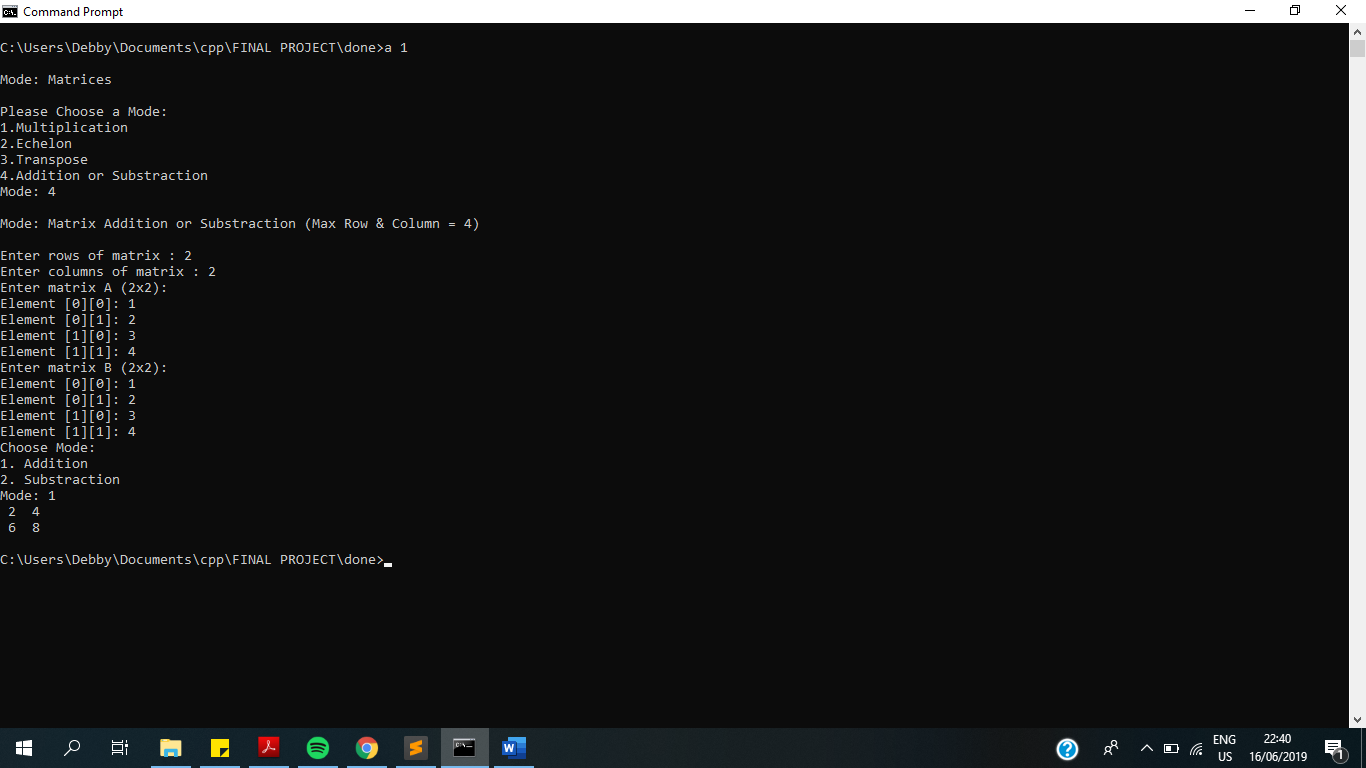 Command Prompt
C:\Users\Debby\Documents\cpp\FINAL PROJECT\done>a 1
Mode: Matrices
Please Choose a Mode:
1.Multiplication
2.Echelon
3.Transpose
4.Addition or Substraction
Mode: 4
Mode: Matrix Addition or Substraction (Max Row & Column = 4)
Enter rows of matrix : 2
Enter columns of matrix : 2
Enter matrix A (2x2):
Element [0][0]: 1
Element [0][1]: 2
Element [1][0]: 3
Element [1][1]: 4
Enter matrix B (2x2):
Element [0][0]: 1
Element [0][1]: 2
Element [1][0]: 3
Element [1][1]: 4
Choose Mode:
1. Addition
2. Substraction
Mode: 1
2  4
6  8
C:\Users\Debby\Documents\cpp\FINAL PROJECT\done>
ENG 22:40
US 16/06/2019 1